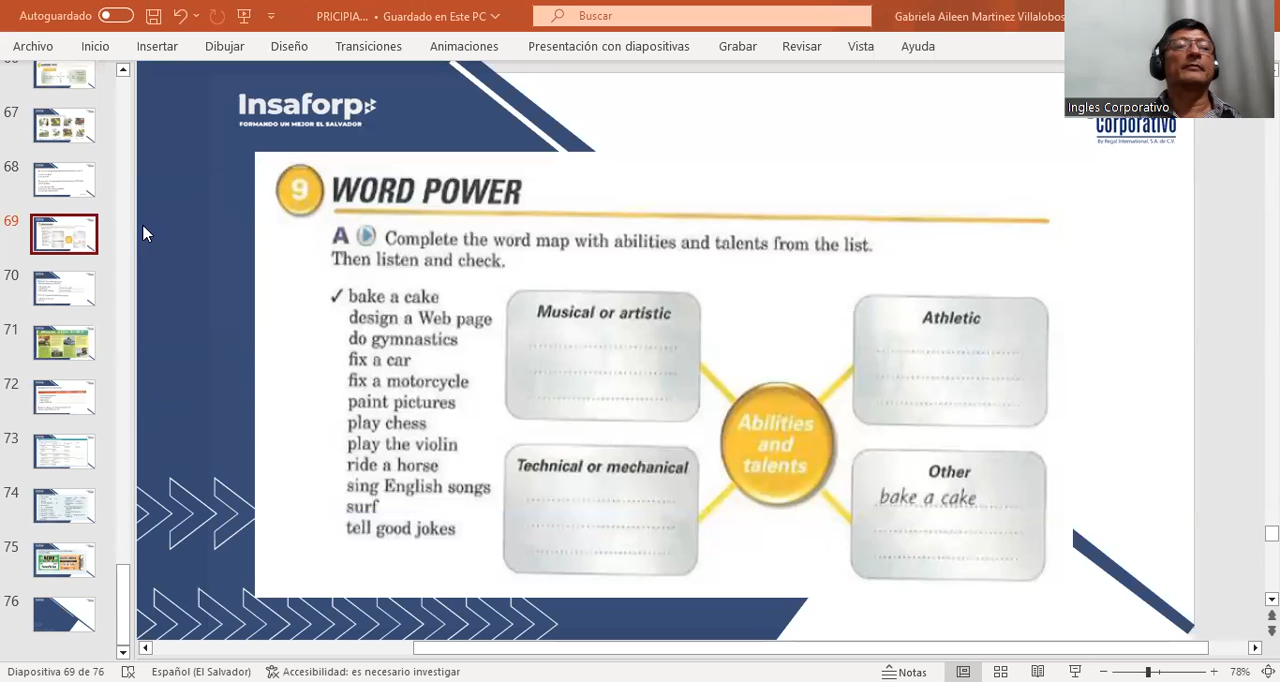 Autoguardado
PRICIPIA... • Guardado en Este PC
Buscar
Gabriela Aileen Martinez Villalobos
Archivo
Inicio
Insertar
Dibujar
Diseño
Transiciones
Animaciones
Presentación con diapositivas
Grabar
Revisar
Vista
Ayuda
Ingles Corporativo
67
68
69
70
71
72
73
74
75
76
Insaforp
FORMANDO UN MEJOR EL SALVADOR
Corporativo
By Regal International, S.A. de C.V.
9 WORD POWER
A Complete the word map with abilities and talents from the list.
Then listen and check.
✓ bake a cake
design a Web page
do gymnastics
fix a car
fix a motorcycle
paint pictures
play chess
play the violin
ride a horse
sing English songs
surf
tell good jokes
Musical or artistic
Athletic
Abilities
and
talents
Technical or mechanical
Other
bake a cake
Diapositiva 69 de 76
Español (El Salvador)
Accesibilidad: es necesario investigar
Notas
78%